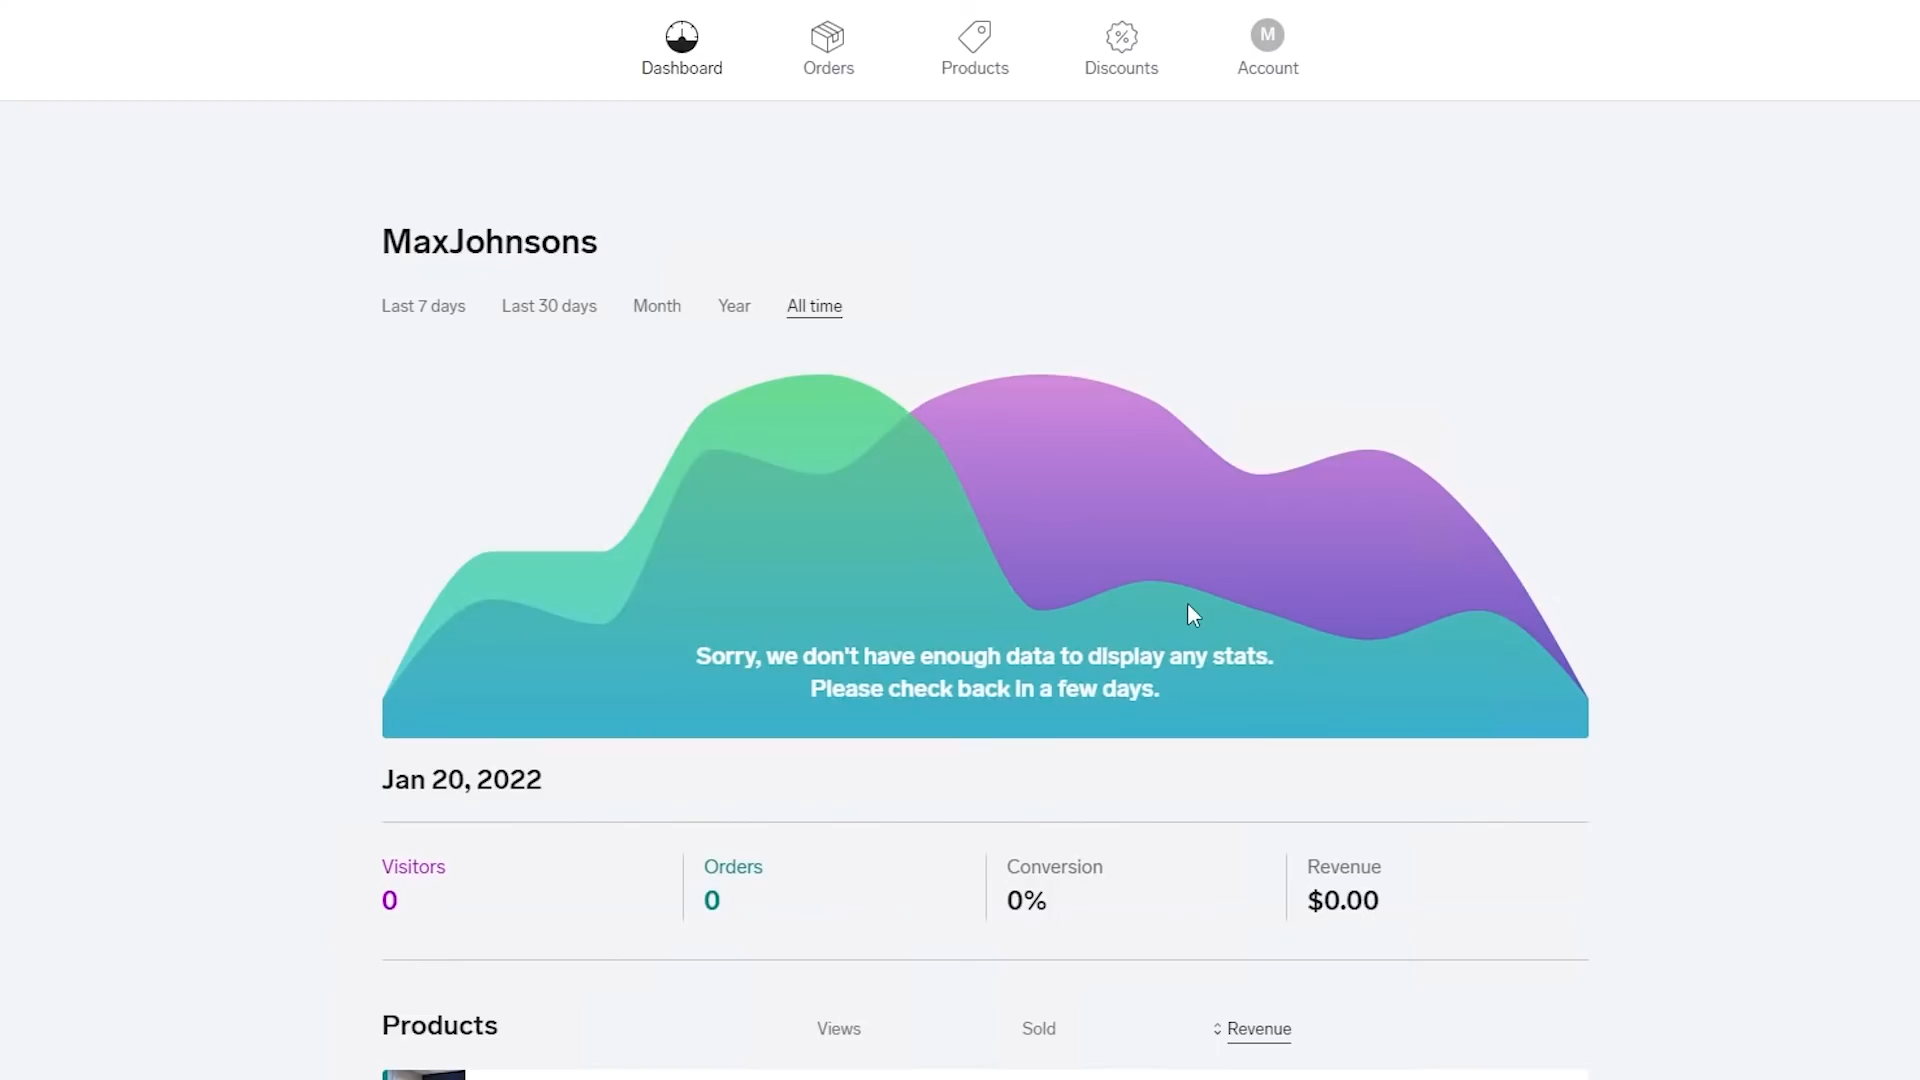 Dashboard
Orders
Products
Discounts
M
Account
MaxJohnsons
Last 7 days
Last 30 days
Month
Year
All time
Sorry, we don't have enough data to display any stats.
Please check back in a few days.
Jan 20, 2022
Visitors
0
Orders
0
Conversion
0%
Revenue
$0.00
Products
Views
Sold
Revenue